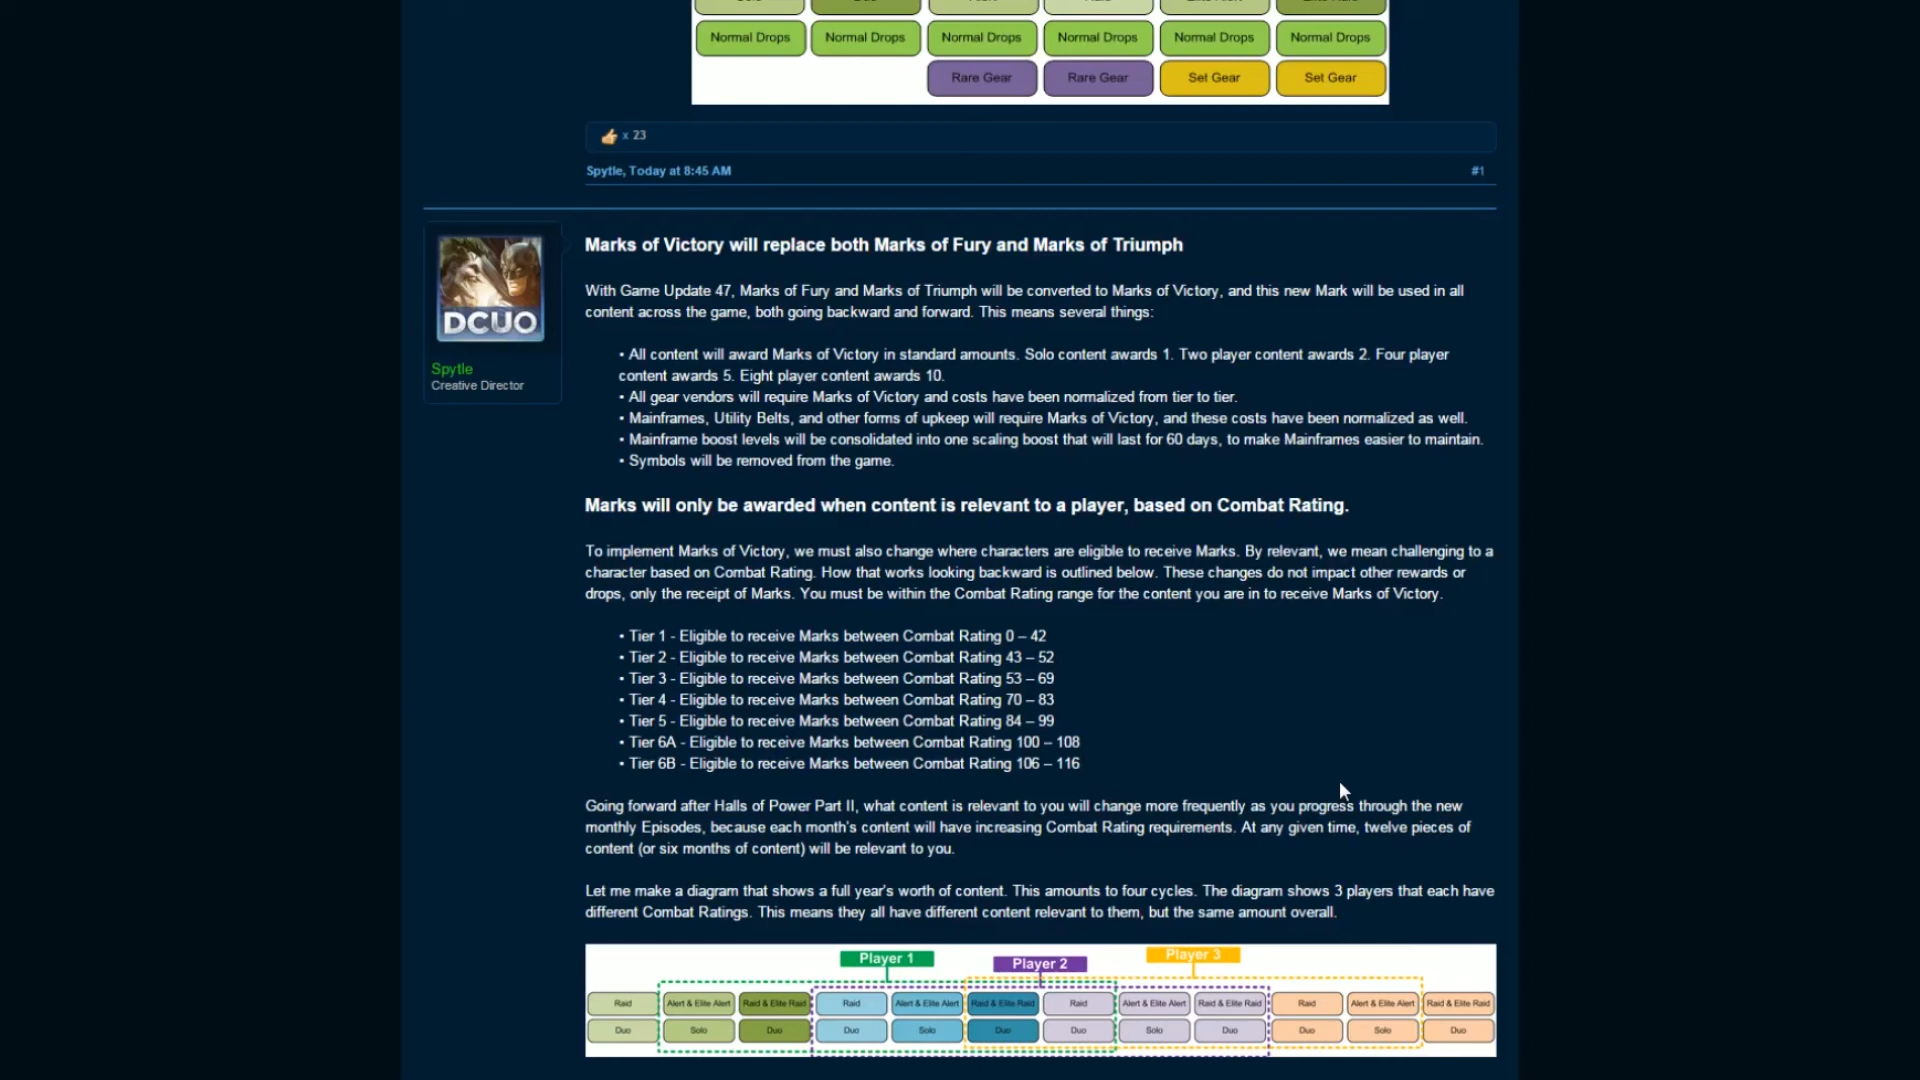 Normal Drops Normal Drops Normal Drops Normal Drops Normal Drops Normal Drops
Rare Gear Rare Gear Set Gear Set Gear
x 23
Spytle, Today at 8:45 AM #1
DCUO
Spytle
Creative Director
Marks of Victory will replace both Marks of Fury and Marks of Triumph
With Game Update 47, Marks of Fury and Marks of Triumph will be converted to Marks of Victory, and this new Mark will be used in all
content across the game, both going backward and forward. This means several things:
• All content will award Marks of Victory in standard amounts. Solo content awards 1. Two player content awards 2. Four player
content awards 5. Eight player content awards 10.
• All gear vendors will require Marks of Victory and costs have been normalized from tier to tier.
• Mainframes, Utility Belts, and other forms of upkeep will require Marks of Victory, and these costs have been normalized as well.
• Mainframe boost levels will be consolidated into one scaling boost that will last for 60 days, to make Mainframes easier to maintain.
• Symbols will be removed from the game.
Marks will only be awarded when content is relevant to a player, based on Combat Rating.
To implement Marks of Victory, we must also change where characters are eligible to receive Marks. By relevant, we mean challenging to a
character based on Combat Rating. How that works looking backward is outlined below. These changes do not impact other rewards or
drops, only the receipt of Marks. You must be within the Combat Rating range for the content you are in to receive Marks of Victory.
• Tier 1 - Eligible to receive Marks between Combat Rating 0 – 42
• Tier 2 - Eligible to receive Marks between Combat Rating 43 – 52
• Tier 3 - Eligible to receive Marks between Combat Rating 53 – 69
• Tier 4 - Eligible to receive Marks between Combat Rating 70 – 83
• Tier 5 - Eligible to receive Marks between Combat Rating 84 – 99
• Tier 6A - Eligible to receive Marks between Combat Rating 100 – 108
• Tier 6B - Eligible to receive Marks between Combat Rating 106 – 116
Going forward after Halls of Power Part II, what content is relevant to you will change more frequently as you progress through the new
monthly Episodes, because each month's content will have increasing Combat Rating requirements. At any given time, twelve pieces of
content (or six months of content) will be relevant to you.
Let me make a diagram that shows a full year's worth of content. This amounts to four cycles. The diagram shows 3 players that each have
different Combat Ratings. This means they all have different content relevant to them, but the same amount overall.
Player 1 Player 2 Player 3
Raid Alert & Elite Alert Raid & Elite Raid Raid Alert & Elite Alert Raid & Elite Raid Raid Alert & Elite Alert Raid & Elite Raid Raid Alert & Elite Alert Raid & Elite Raid
Duo Solo Duo Duo Solo Duo Duo Solo Duo Duo Solo Duo